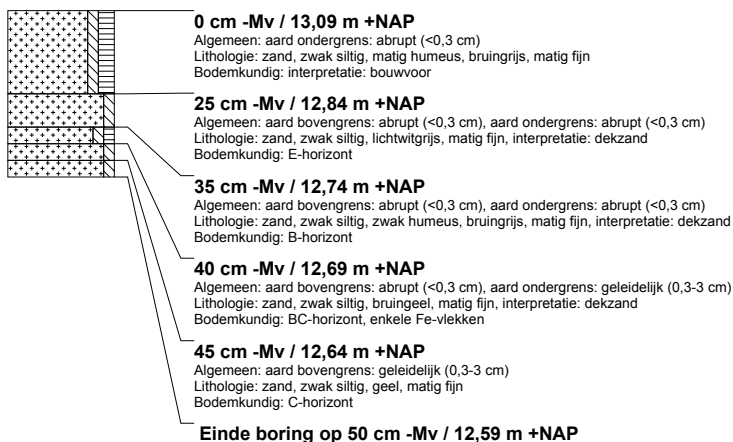 0 cm -Mv / 13,09 m +NAP
Algemeen: aard ondergrens: abrupt (<0,3 cm)
Lithologie: zand, zwak siltig, matig humeus, bruingrijs, matig fijn
Bodemkundig: interpretatie: bouwvoor
25 cm -Mv / 12,84 m +NAP
Algemeen: aard bovengrens: abrupt (<0,3 cm), aard ondergrens: abrupt (<0,3 cm)
Lithologie: zand, zwak siltig, lichtwitgrijs, matig fijn, interpretatie: dekzand
Bodemkundig: E-horizont
35 cm -Mv / 12,74 m +NAP
Algemeen: aard bovengrens: abrupt (<0,3 cm), aard ondergrens: abrupt (<0,3 cm)
Lithologie: zand, zwak siltig, zwak humeus, bruingrijs, matig fijn, interpretatie: dekzand
Bodemkundig: B-horizont
40 cm -Mv / 12,69 m +NAP
Algemeen: aard bovengrens: abrupt (<0,3 cm), aard ondergrens: geleidelijk (0,3-3 cm)
Lithologie: zand, zwak siltig, bruingeel, matig fijn, interpretatie: dekzand
Bodemkundig: BC-horizont, enkele Fe-vlekken
45 cm -Mv / 12,64 m +NAP
Algemeen: aard bovengrens: geleidelijk (0,3-3 cm)
Lithologie: zand, zwak siltig, geel, matig fijn
Bodemkundig: C-horizont
Einde boring op 50 cm -Mv / 12,59 m +NAP